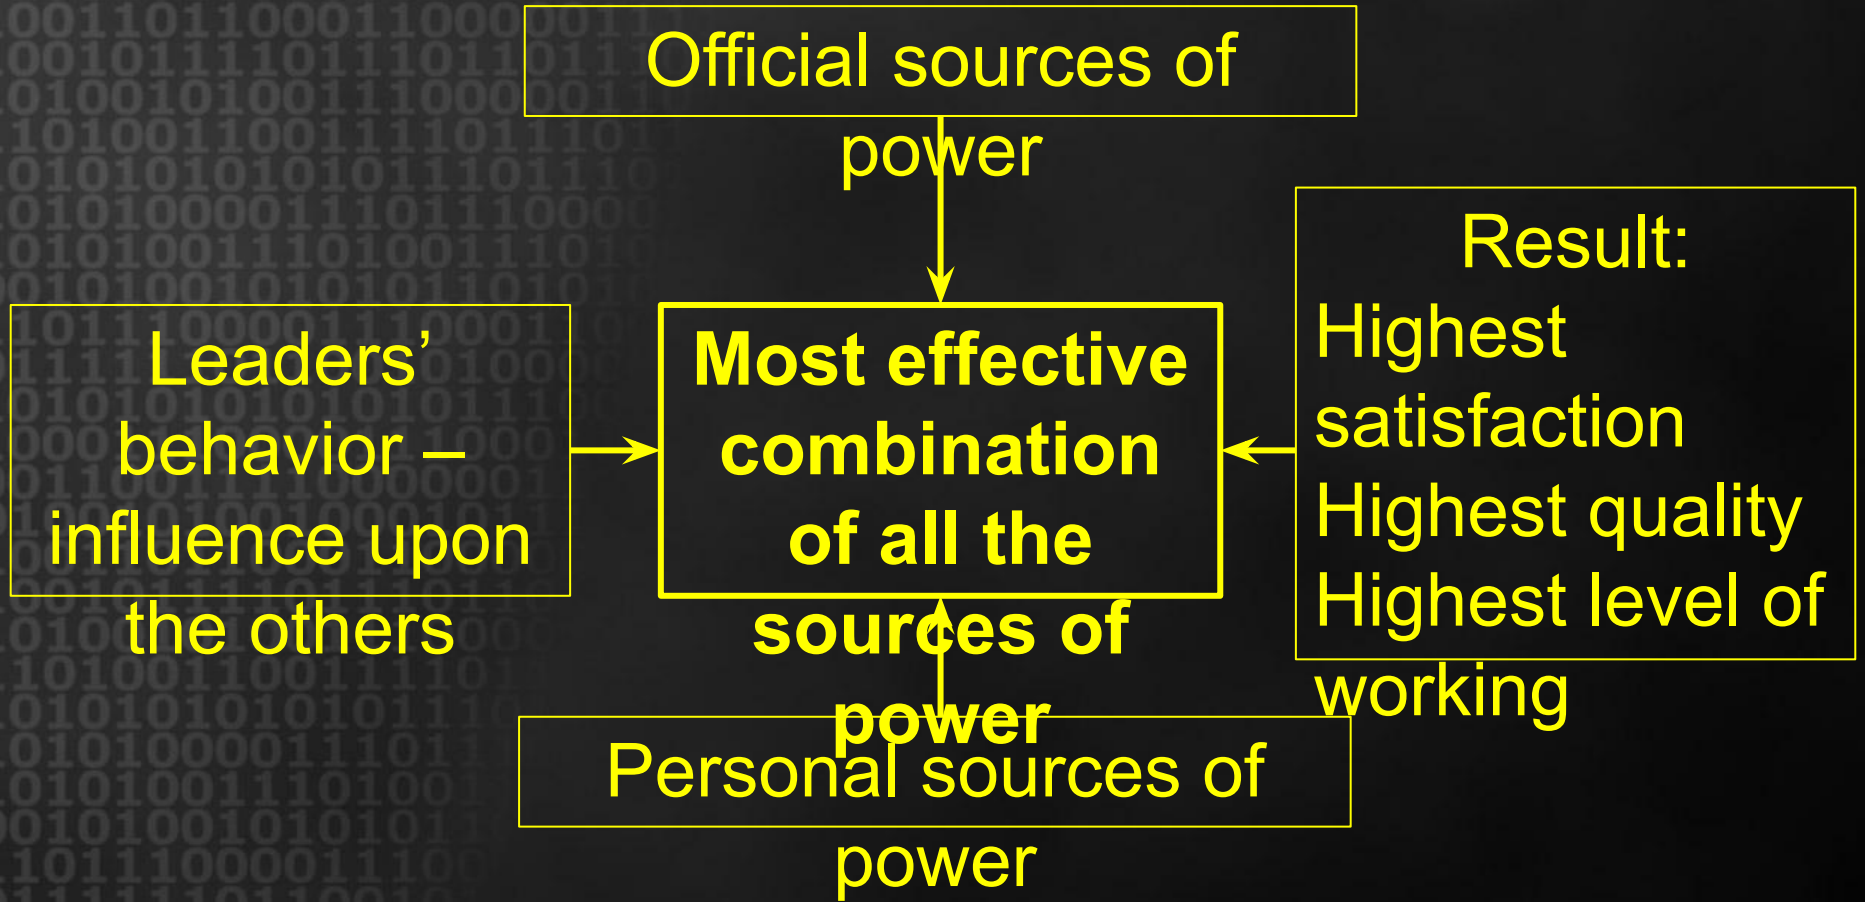 Official sources of
power
Leaders’
behavior –
influence upon
the others
Most effective
combination
of all the
sources of
power
Result:
Highest
satisfaction
Highest quality
Highest level of
working
Personal sources of
power